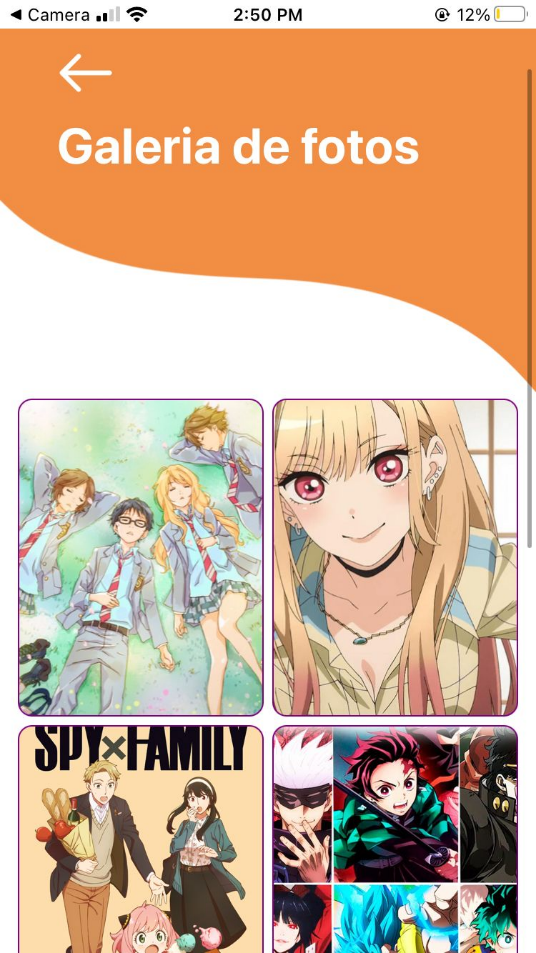 ◀ Camera 2:50 PM 12%
Galeria de fotos
SPY×FAMILY